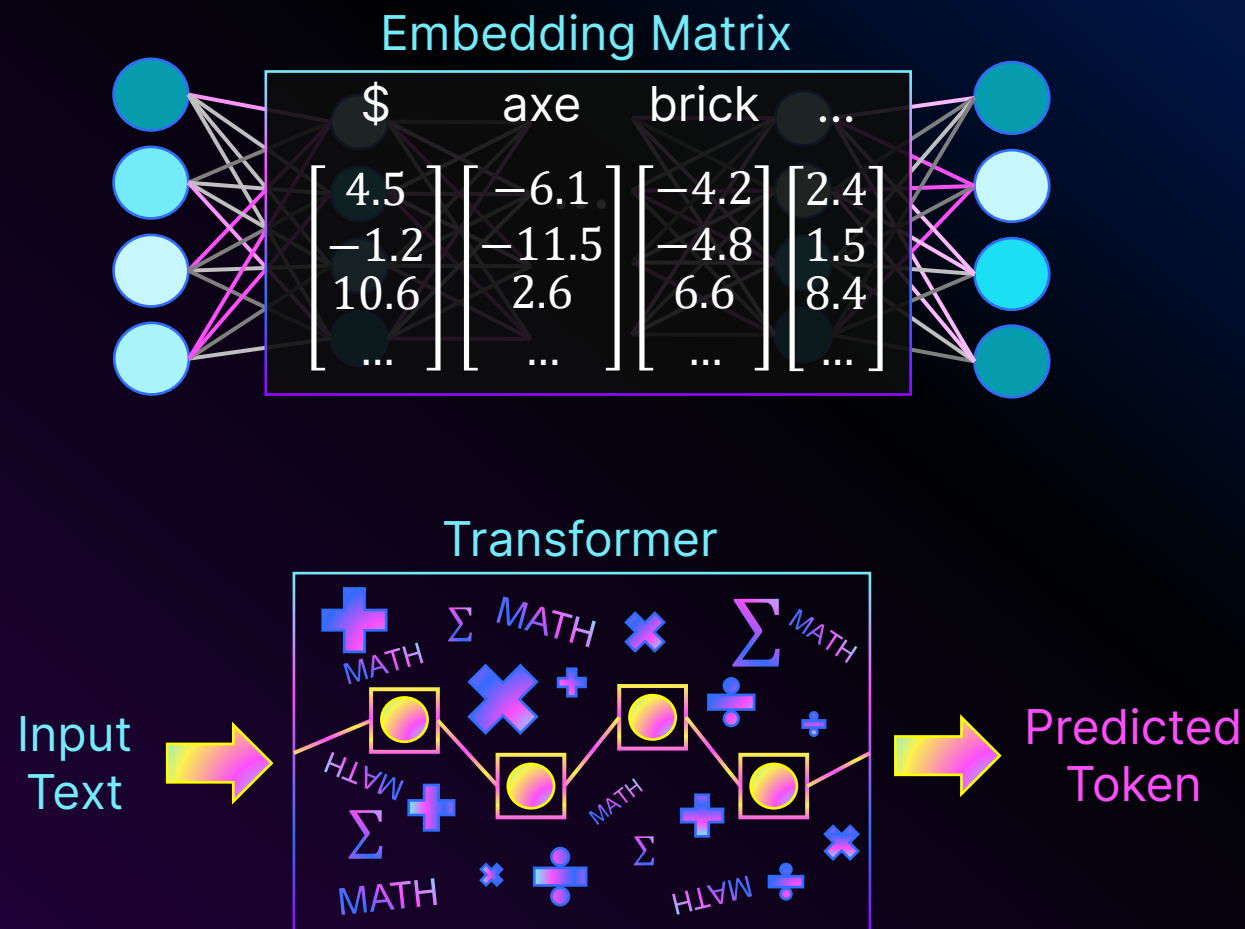 Embedding Matrix
$ axe brick ...
4.5 −6.1 −4.2 2.4
−1.2 −11.5 −4.8 1.5
10.6 2.6 6.6 8.4
... ... ... ...
Transformer
∑ MATH ∑ MATH
MATH
Input
Text
Predicted
Token
MATH
MATH
∑
∑
MATH
MATH